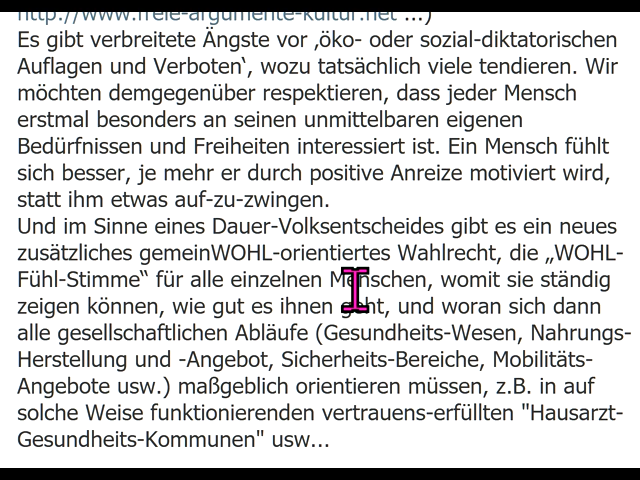 http://www.freie-argumente-kultur.net ...)
Es gibt verbreitete Ängste vor ‚öko- oder sozial-diktatorischen
Auflagen und Verboten‘, wozu tatsächlich viele tendieren. Wir
möchten demgegenüber respektieren, dass jeder Mensch
erstmal besonders an seinen unmittelbaren eigenen
Bedürfnissen und Freiheiten interessiert ist. Ein Mensch fühlt
sich besser, je mehr er durch positive Anreize motiviert wird,
statt ihm etwas auf-zu-zwingen.
Und im Sinne eines Dauer-Volksentscheides gibt es ein neues
zusätzliches gemeinWOHL-orientiertes Wahlrecht, die „WOHL-
Fühl-Stimme“ für alle einzelnen Menschen, womit sie ständig
zeigen können, wie gut es ihnen geht, und woran sich dann
alle gesellschaftlichen Abläufe (Gesundheits-Wesen, Nahrungs-
Herstellung und -Angebot, Sicherheits-Bereiche, Mobilitäts-
Angebote usw.) maßgeblich orientieren müssen, z.B. in auf
solche Weise funktionierenden vertrauens-erfüllten "Hausarzt-
Gesundheits-Kommunen" usw...